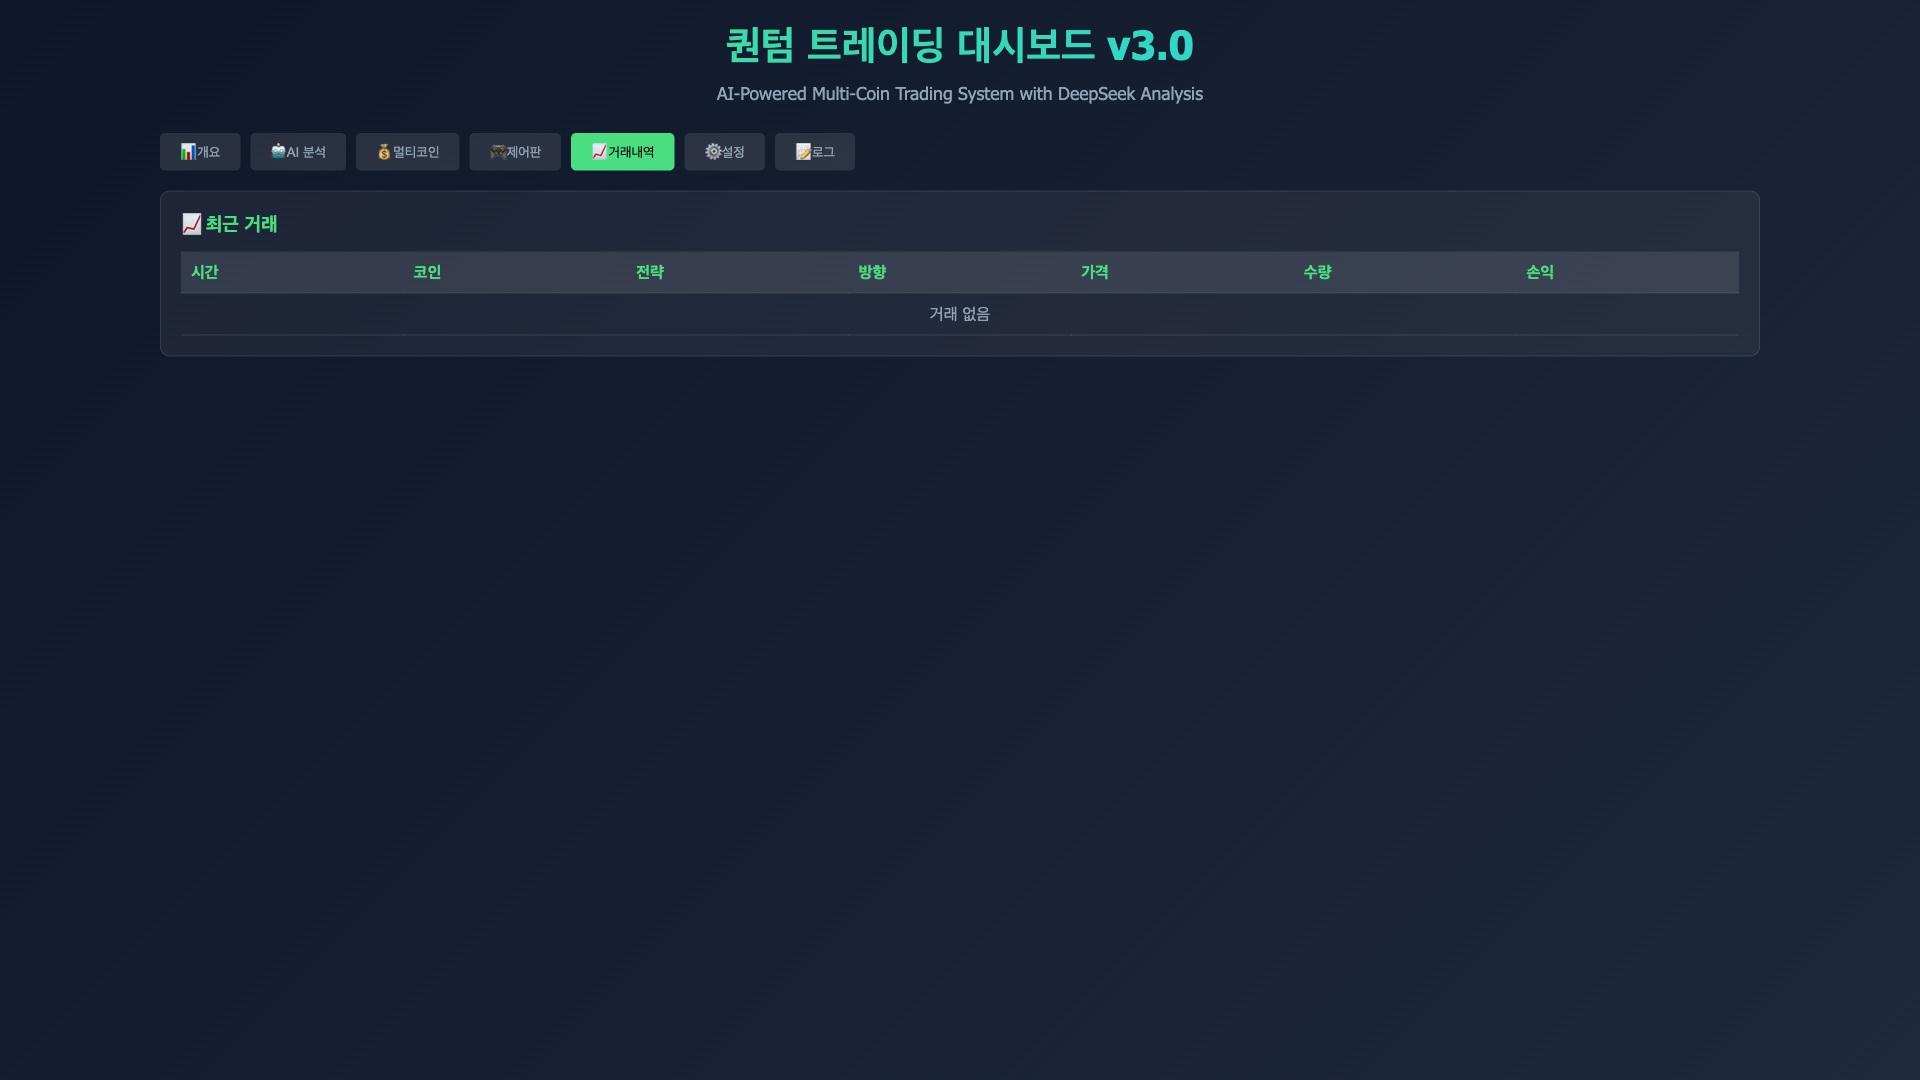 퀀텀 트레이딩 대시보드 v3.0
AI-Powered Multi-Coin Trading System with DeepSeek Analysis
📊개요 🤖AI 분석 💰멀티코인 🎮제어판 📈거래내역 ⚙️설정 📝로그
📈 최근 거래
시간 코인 전략 방향 가격 수량 손익
거래 없음